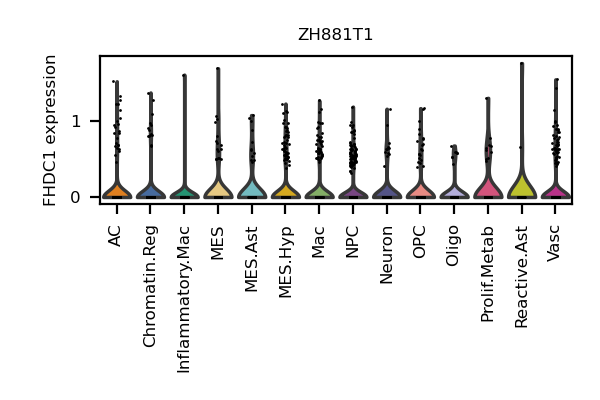 ZH881T1
FHDC1 expression
1
0
AC
Chromatin.Reg
Inflammatory.Mac
MES
MES.Ast
MES.Hyp
Mac
NPC
Neuron
OPC
Oligo
Prolif.Metab
Reactive.Ast
Vasc